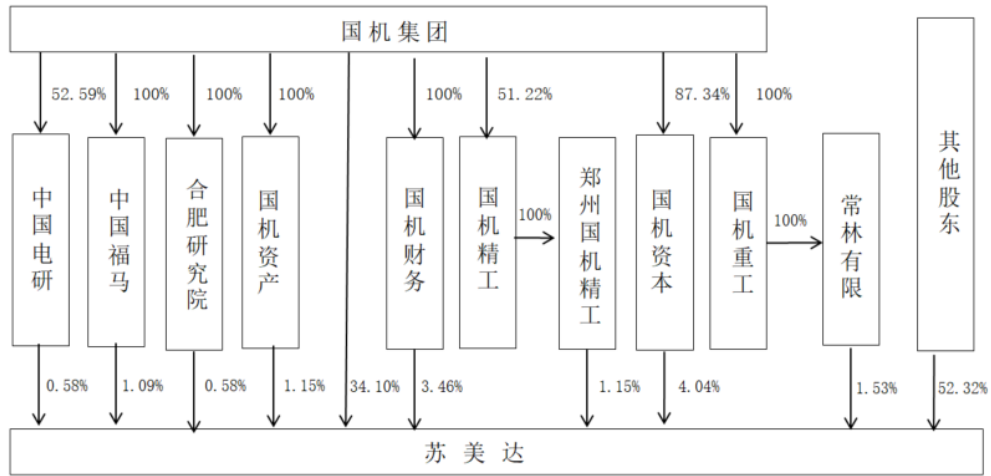 国机集团
52.59%
100%
100%
100%
100%
51.22%
87.34%
100%
中国电研
中国福马
合肥研究院
国机资产
国机财务
国机精工
100%
郑州国机精工
国机资本
国机重工
100%
常林有限
其他股东
0.58%
1.09%
0.58%
1.15%
34.10%
3.46%
1.15%
4.04%
1.53%
52.32%
苏美达